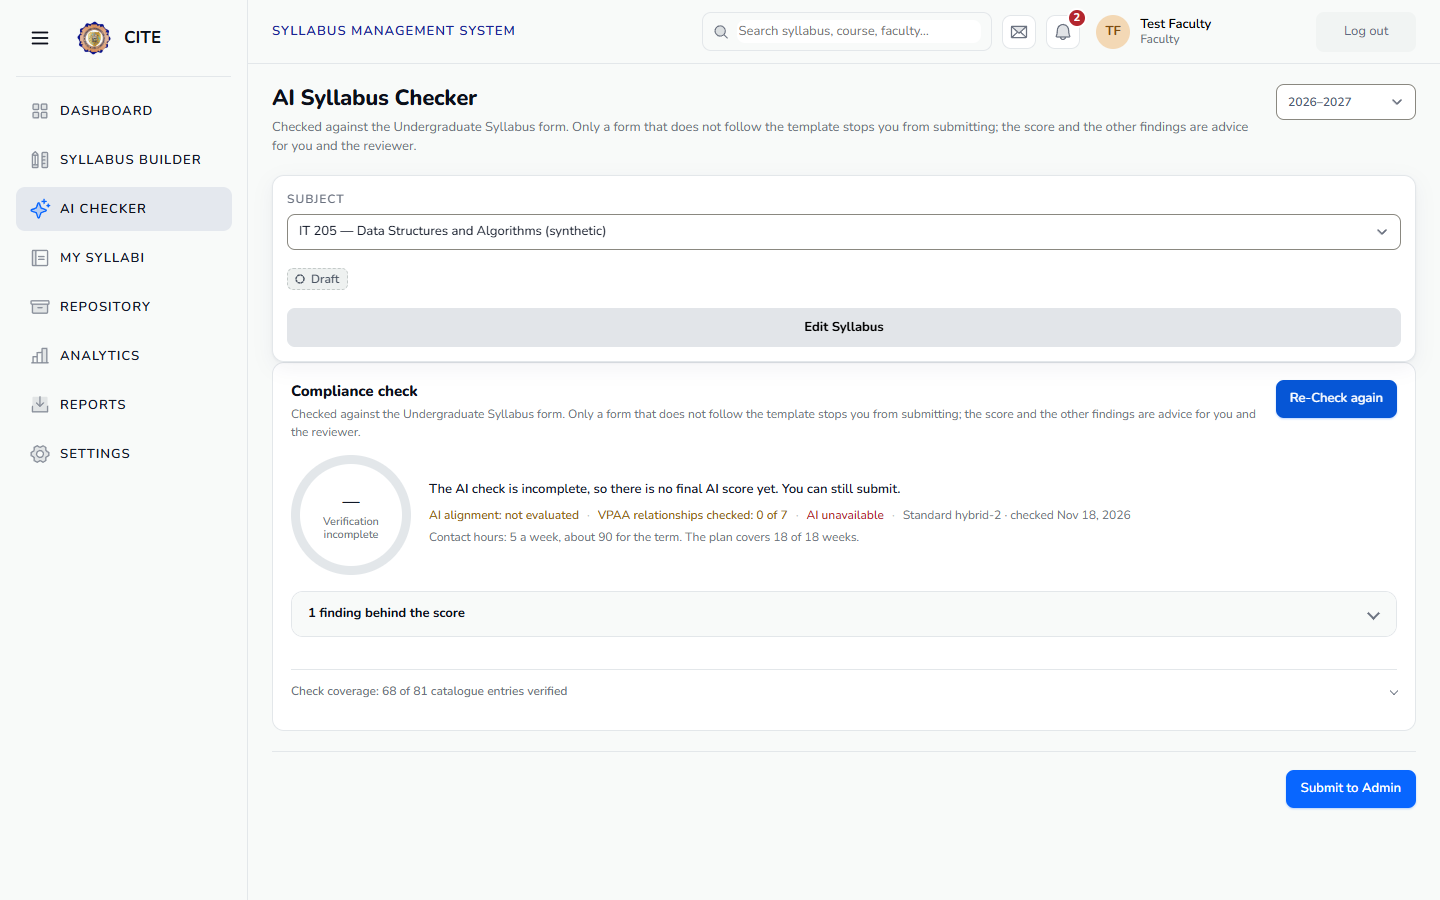 CITE
SYLLABUS MANAGEMENT SYSTEM
Search syllabus, course, faculty...
2
TF
Test Faculty
Faculty
Log out
DASHBOARD
SYLLABUS BUILDER
AI CHECKER
MY SYLLABI
REPOSITORY
ANALYTICS
REPORTS
SETTINGS
AI Syllabus Checker
2026–2027
Checked against the Undergraduate Syllabus form. Only a form that does not follow the template stops you from submitting; the score and the other findings are advice
for you and the reviewer.
SUBJECT
IT 205 — Data Structures and Algorithms (synthetic)
Draft
Edit Syllabus
Compliance check
Re-Check again
Checked against the Undergraduate Syllabus form. Only a form that does not follow the template stops you from submitting; the score and the other findings are advice for you and
the reviewer.
—
Verification
incomplete
The AI check is incomplete, so there is no final AI score yet. You can still submit.
AI alignment: not evaluated · VPAA relationships checked: 0 of 7 · AI unavailable · Standard hybrid-2 · checked Nov 18, 2026
Contact hours: 5 a week, about 90 for the term. The plan covers 18 of 18 weeks.
1 finding behind the score
Check coverage: 68 of 81 catalogue entries verified
Submit to Admin